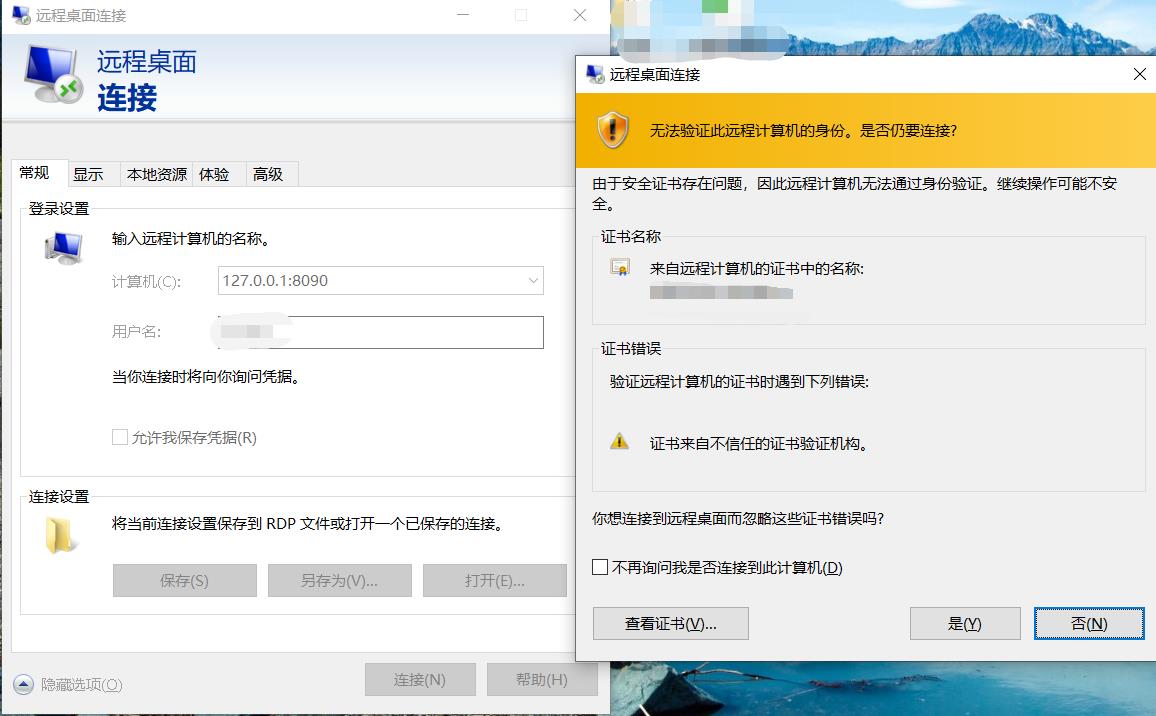 远程桌面连接
远程桌面
连接
常规
显示
本地资源
体验
高级
登录设置
输入远程计算机的名称。
计算机(C):
127.0.0.1:8090
用户名:
当你连接时将向你询问凭据。
允许我保存凭据(R)
连接设置
将当前连接设置保存到 RDP 文件或打开一个已保存的连接。
保存(S)
另存为(V)...
打开(E)...
隐藏选项(O)
连接(N)
帮助(H)
远程桌面连接
无法验证此远程计算机的身份。是否仍要连接?
由于安全证书存在问题，因此远程计算机无法通过身份验证。继续操作可能不安
全。
证书名称
来自远程计算机的证书中的名称:
证书错误
验证远程计算机的证书时遇到下列错误:
证书来自不信任的证书验证机构。
你想连接到远程桌面而忽略这些证书错误吗?
不再询问我是否连接到此计算机(D)
查看证书(V)...
是(Y)
否(N)